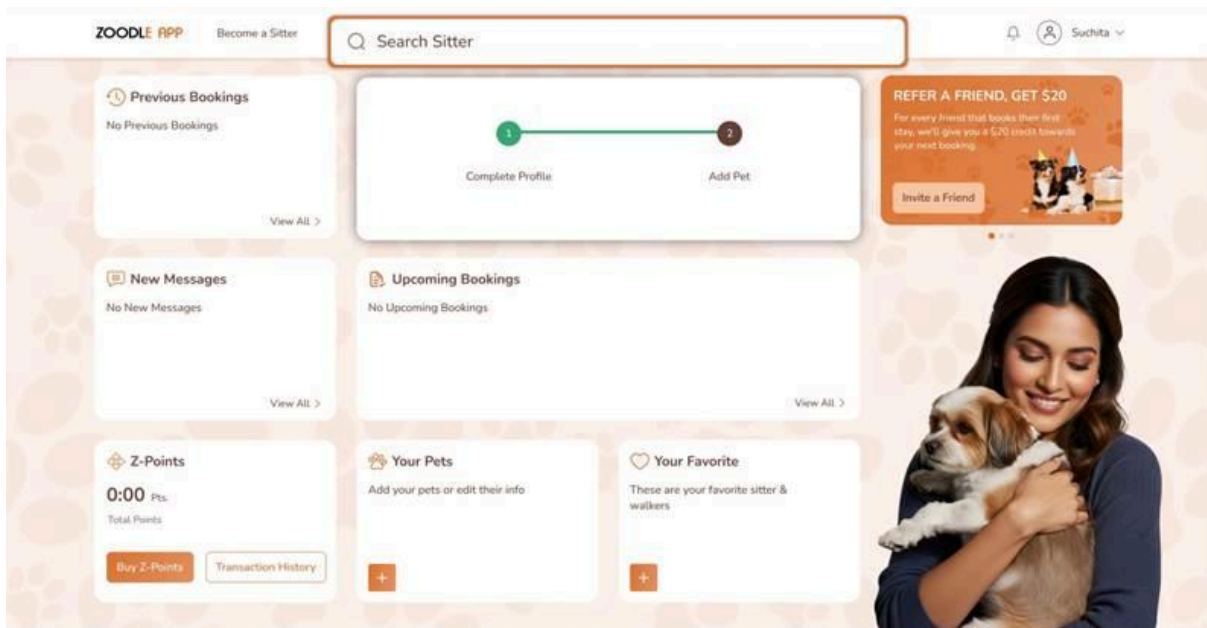 ZOODLE APP
Become a Sitter
Search Sitter
Suchita
Previous Bookings
No Previous Bookings
View All >
1
2
Complete Profile
Add Pet
REFER A FRIEND, GET $20
For every friend that books their first
stay, we'll give you a $20 credit towards
your next booking.
Invite a Friend
New Messages
No New Messages
View All >
Upcoming Bookings
No Upcoming Bookings
View All >
Z-Points
0:00 Pts.
Total Points
Buy Z-Points
Transaction History
Your Pets
Add your pets or edit their info
+
Your Favorite
These are your favorite sitter &
walkers
+